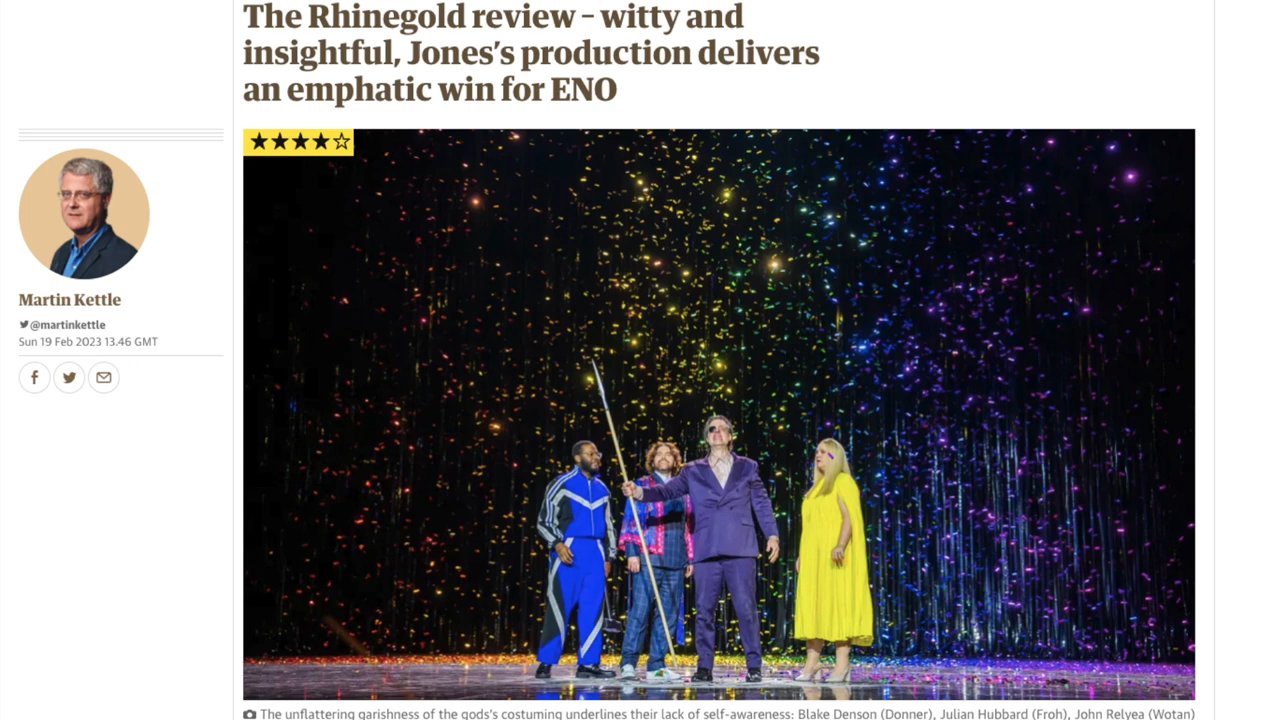 The Rhinegold review – witty and
insightful, Jones's production delivers
an emphatic win for ENO
Martin Kettle
@martinkettle
Sun 19 Feb 2023 13.46 GMT
The unflattering garishness of the gods's costuming underlines their lack of self-awareness: Blake Denson (Donner), Julian Hubbard (Froh), John Relyea (Wotan)